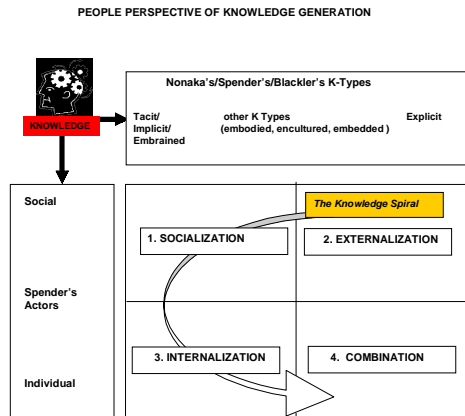 PEOPLE PERSPECTIVE OF KNOWLEDGE GENERATION
Nonaka's/Spender's/Blackler's K-Types
KNOWLEDGE
Tacit/ other K Types Explicit
Implicit/ (embodied, encultured, embedded )
Embrained
Social
The Knowledge Spiral
1. SOCIALIZATION
2. EXTERNALIZATION
Spender's
Actors
3. INTERNALIZATION
4. COMBINATION
Individual